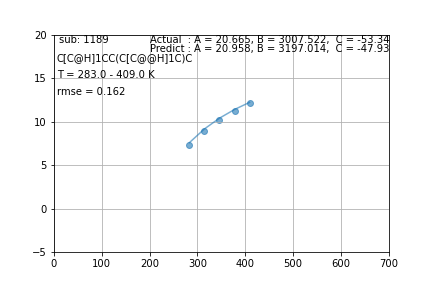 sub: 1189
Actual : A = 20.665, B = 3007.522, C = -53.34
Predict : A = 20.958, B = 3197.014, C = -47.93
C[C@H]1CC(C[C@@H]1C)C
T = 283.0 - 409.0 K
rmse = 0.162
20
15
10
5
0
−5
0 100 200 300 400 500 600 700